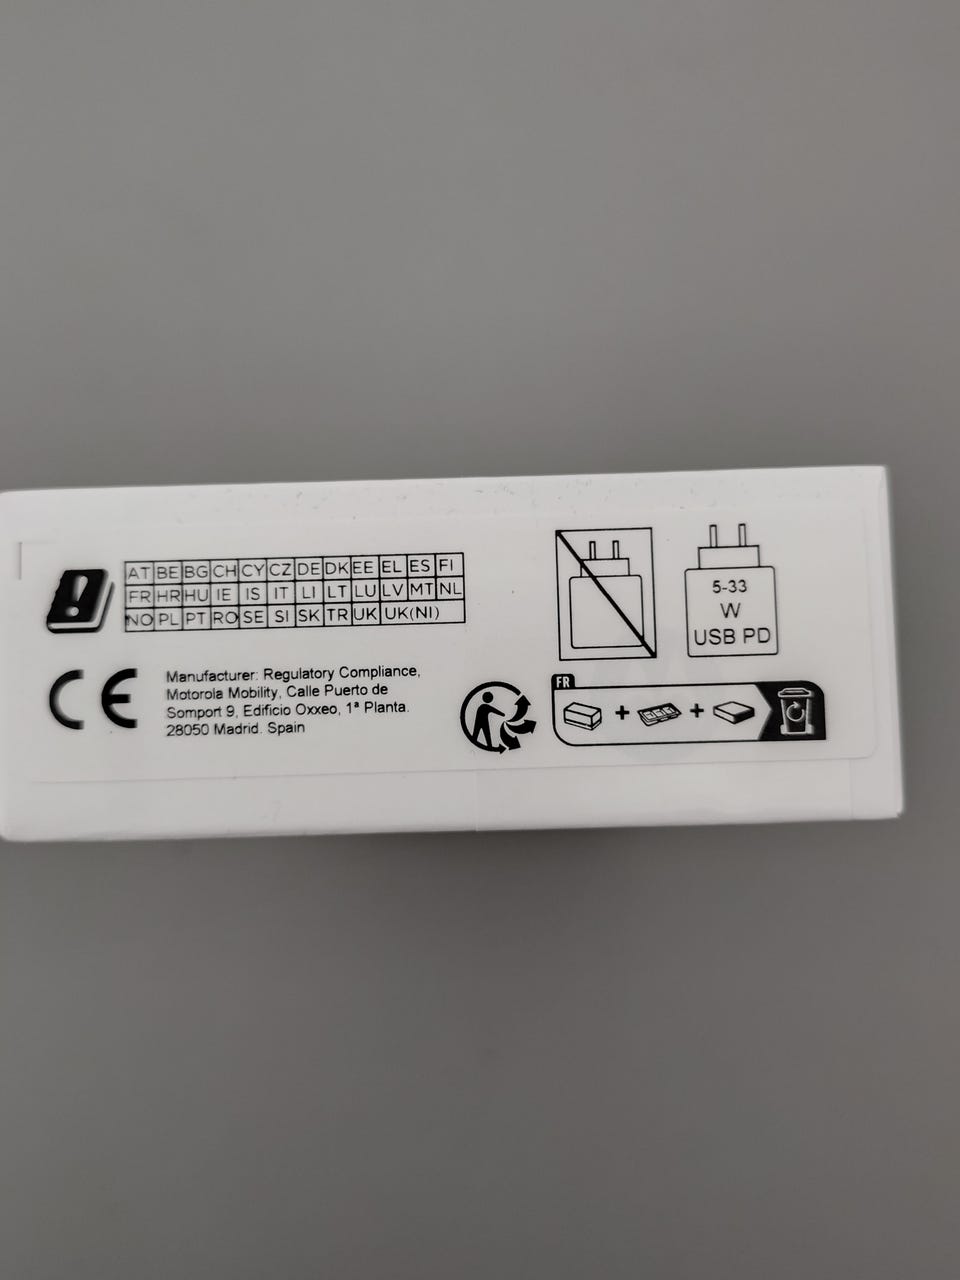 AT BE BG CH CY CZ DE DK EE EL ES FI
FR HR HU IE IS IT LI LT LU LV MT NL
NO PL PT RO SE SI SK TR UK UK(NI)
CE
Manufacturer: Regulatory Compliance,
Motorola Mobility, Calle Puerto de
Somport 9, Edificio Oxxeo, 1ª Planta.
28050 Madrid. Spain
5-33
W
USB PD
FR